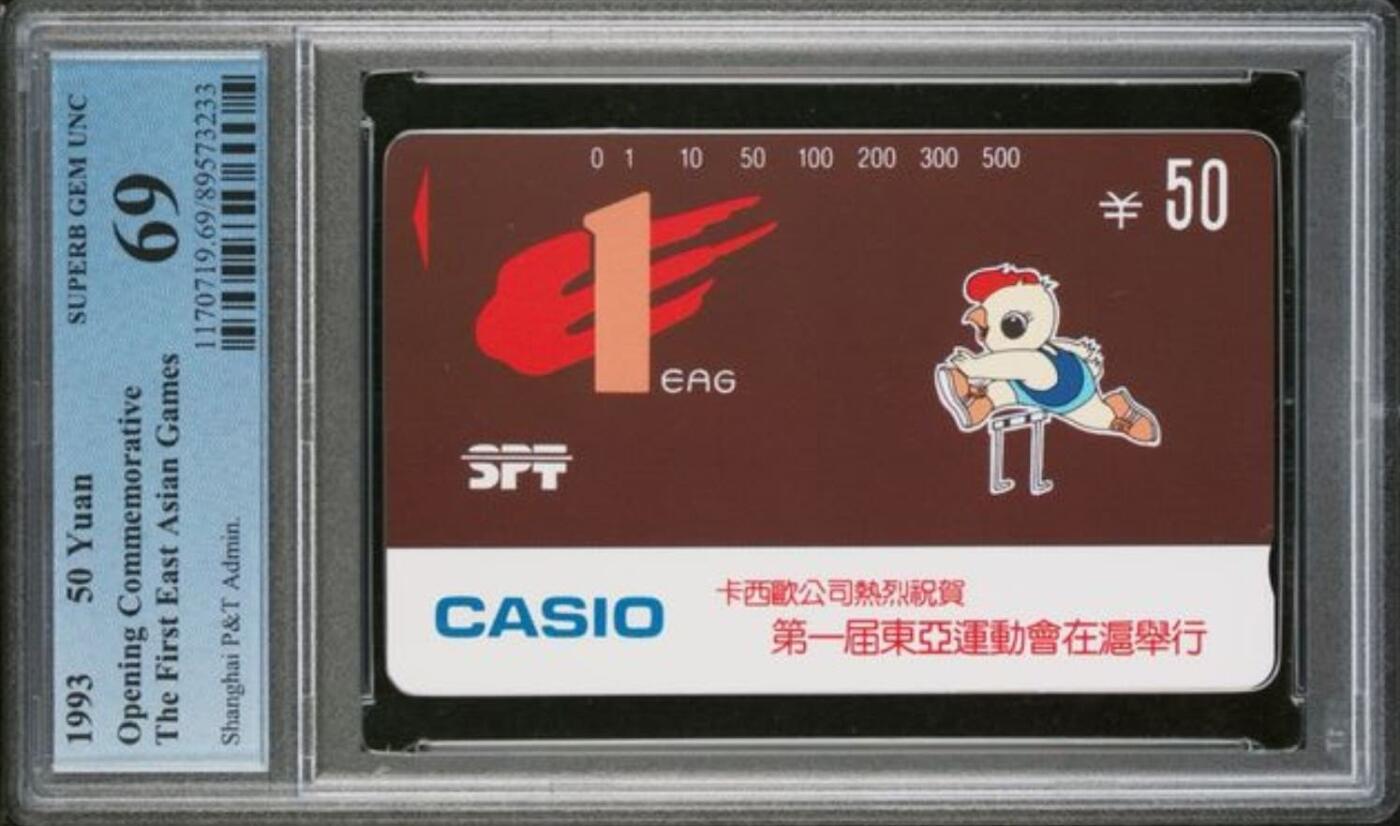 1993 50 Yuan SUPERB GEM UNC
Opening Commemorative 69
The First East Asian Games
1170719.69/89573233
Shanghai P&T Admin.
0 1 10 50 100 200 300 500
¥ 50
1
EAG
SPT
CASIO
卡西歐公司熱烈祝賀
第一届東亞運動會在滬舉行